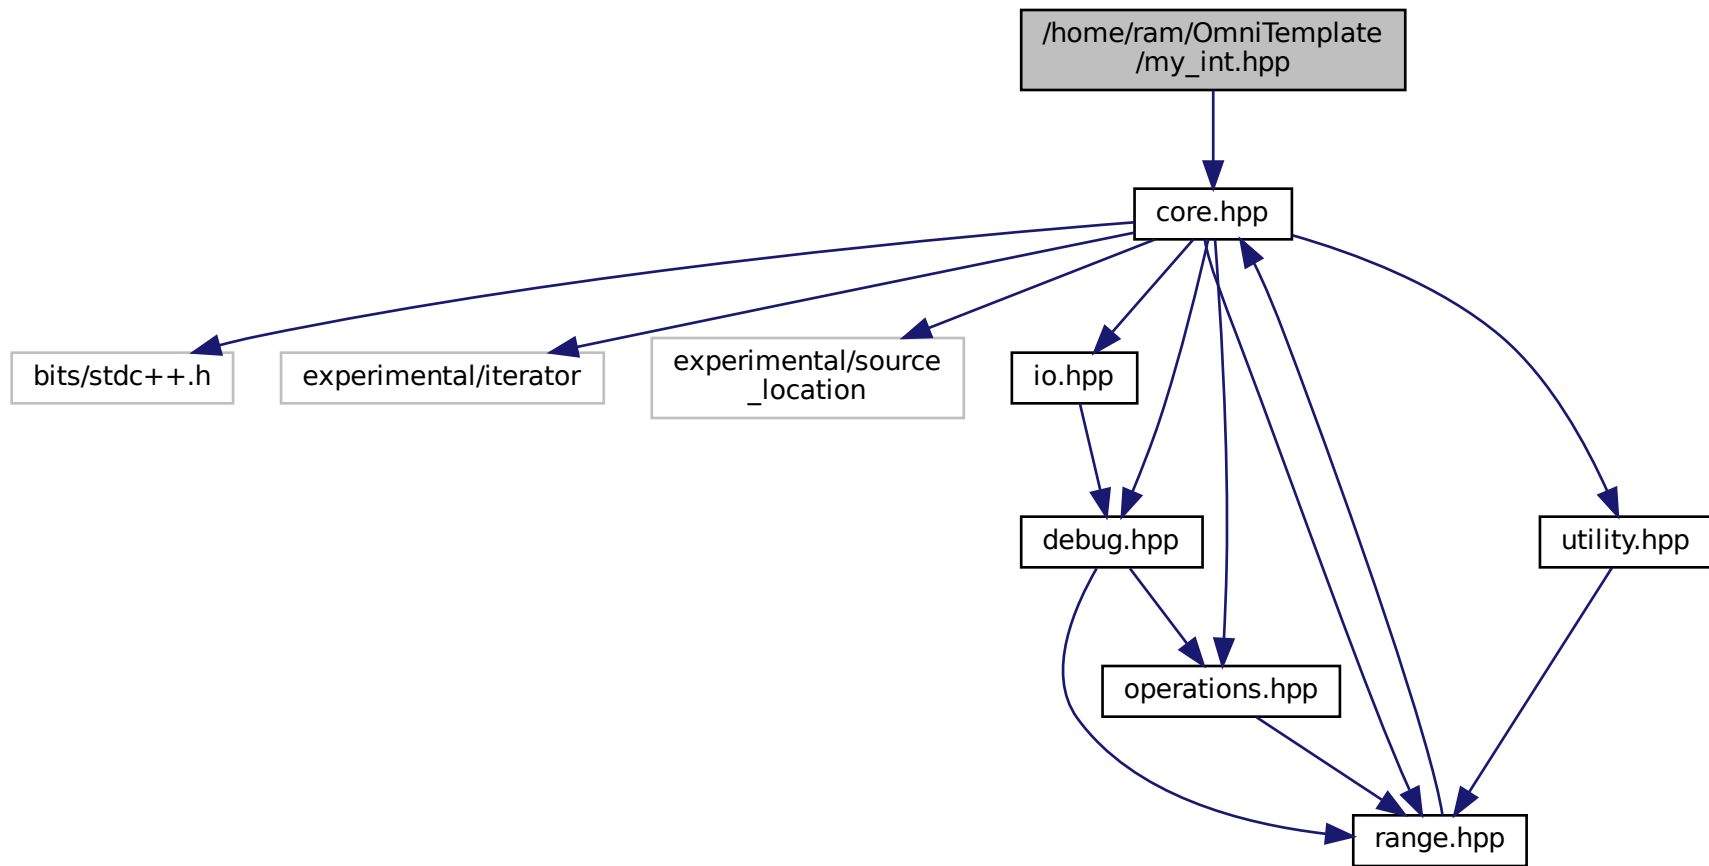 /home/ram/OmniTemplate
/my_int.hpp
core.hpp
bits/stdc++.h
experimental/iterator
experimental/source
_location
io.hpp
debug.hpp
utility.hpp
operations.hpp
range.hpp